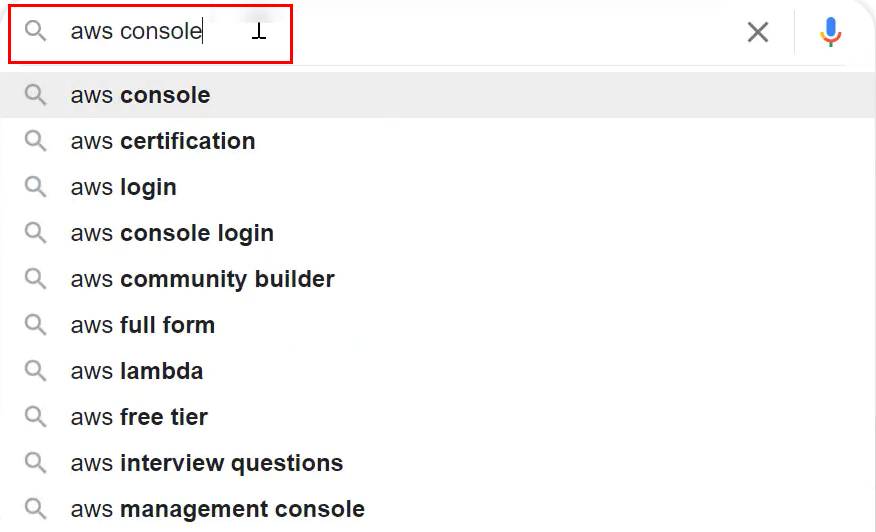 aws console
aws console
aws certification
aws login
aws console login
aws community builder
aws full form
aws lambda
aws free tier
aws interview questions
aws management console